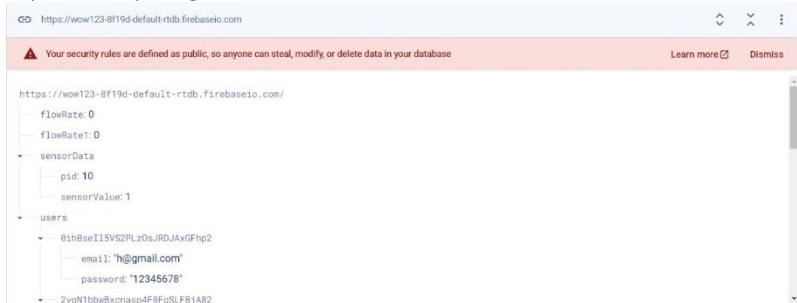 https://wow123-8f19d-default-rtdb.firebaseio.com
Your security rules are defined as public, so anyone can steal, modify, or delete data in your database Learn more Dismiss
https://wow123-8f19d-default-rtdb.firebaseio.com/
flowRate: 0
flowRate1: 0
sensorData
pid: 10
sensorValue: 1
users
0ihBseIl5VS2PLzOsJRDJAxGFhp2
email: "h@gmail.com"
password: "12345678"